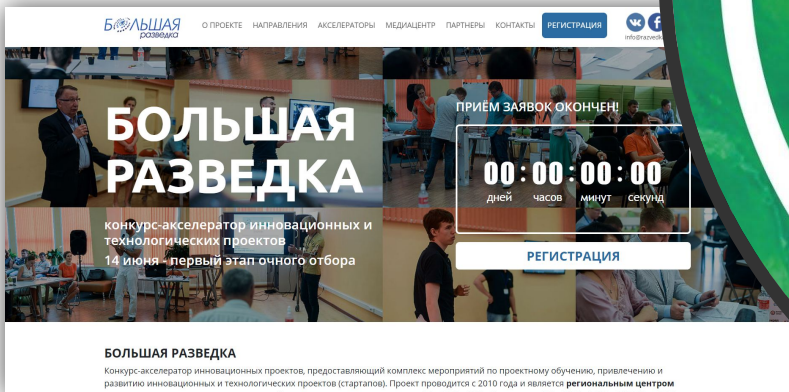 БОЛЬШАЯ
разведка
О ПРОЕКТЕ НАПРАВЛЕНИЯ АКСЕЛЕРАТОРЫ МЕДИАЦЕНТР ПАРТНЕРЫ КОНТАКТЫ РЕГИСТРАЦИЯ
БОЛЬШАЯ
РАЗВЕДКА
конкурс-акселератор инновационных и
технологических проектов
14 июня - первый этап очного отбора
ПРИЁМ ЗАЯВОК ОКОНЧЕН!
00 : 00 : 00 : 00
дней часов минут секунд
РЕГИСТРАЦИЯ
БОЛЬШАЯ РАЗВЕДКА
Конкурс-акселератор инновационных проектов, предоставляющий комплекс мероприятий по проектному обучению, привлечению и
развитию инновационных и технологических проектов (стартапов). Проект проводится с 2010 года и является региональным центром